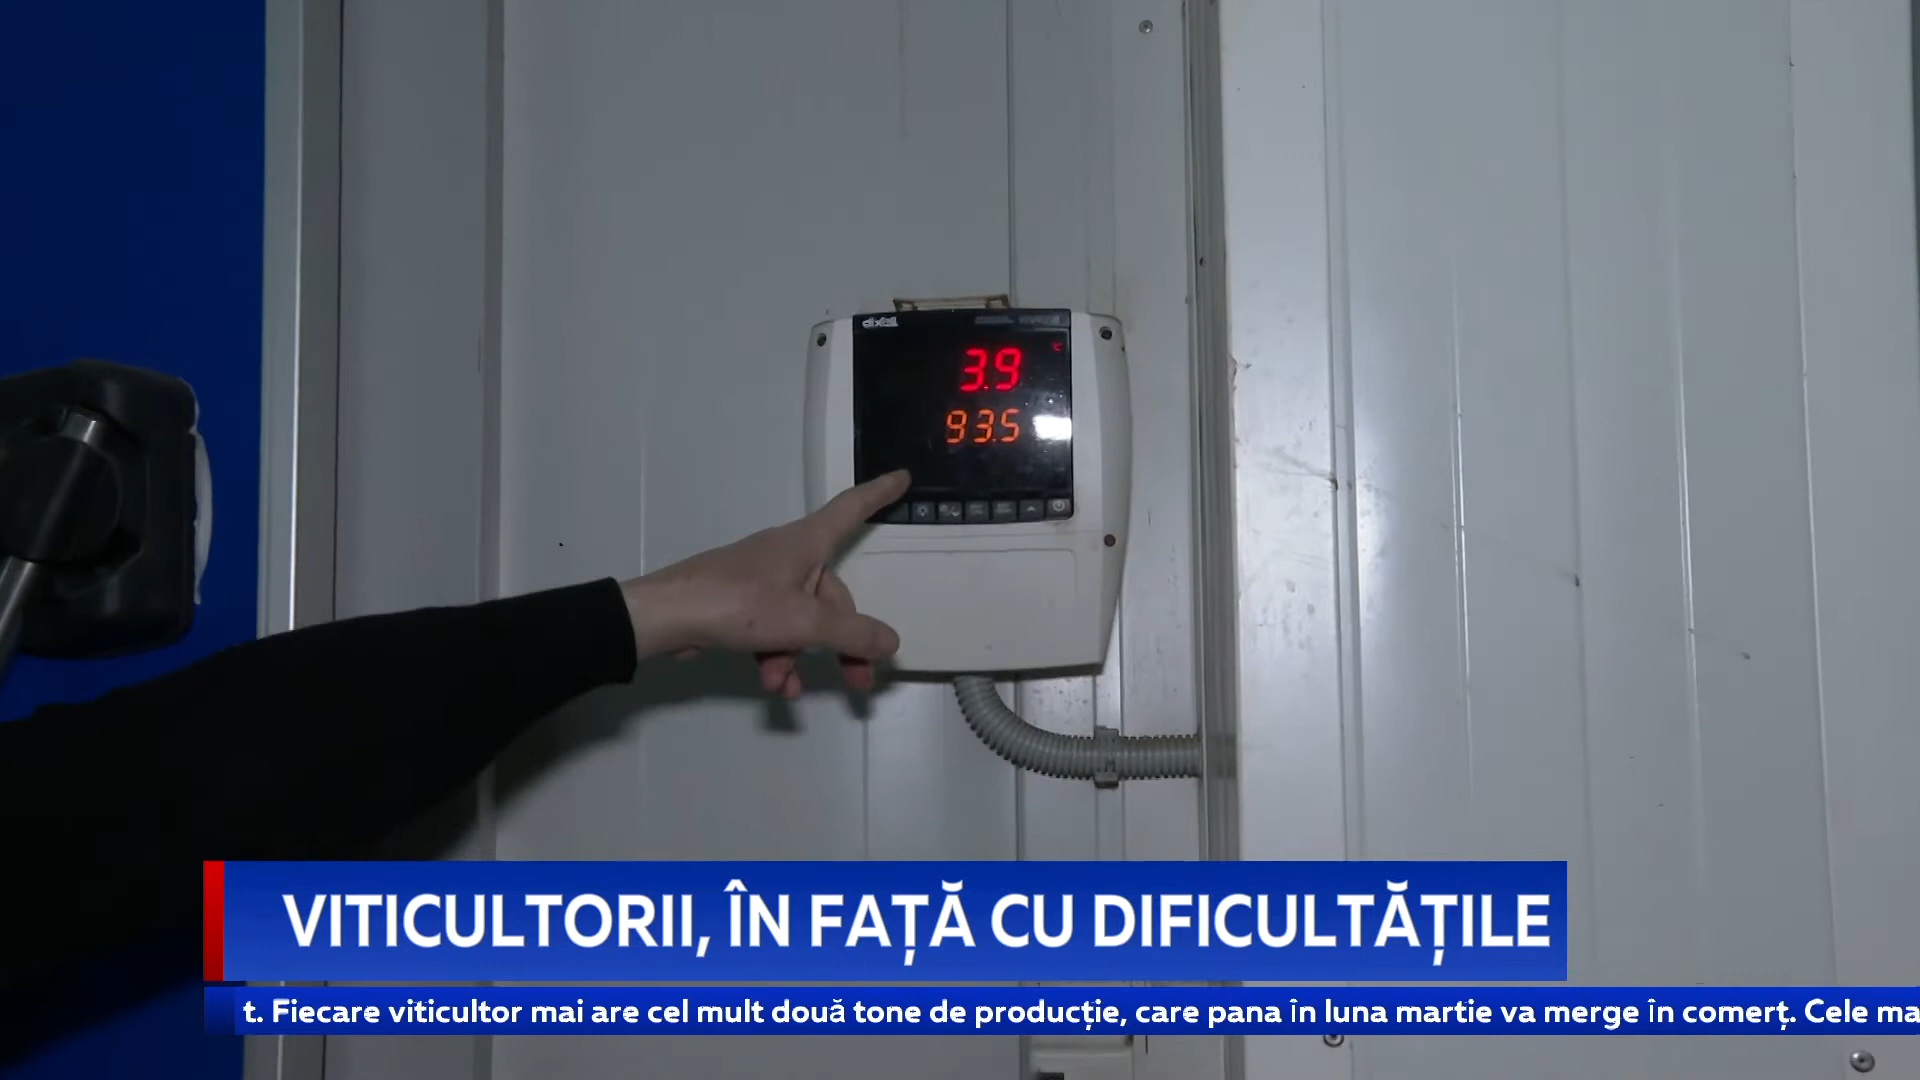 dixell
°C
3.9
93.5
VITICULTORII, ÎN FAȚĂ CU DIFICULTĂȚILE
t. Fiecare viticultor mai are cel mult două tone de producție, care pana în luna martie va merge în comerț. Cele ma